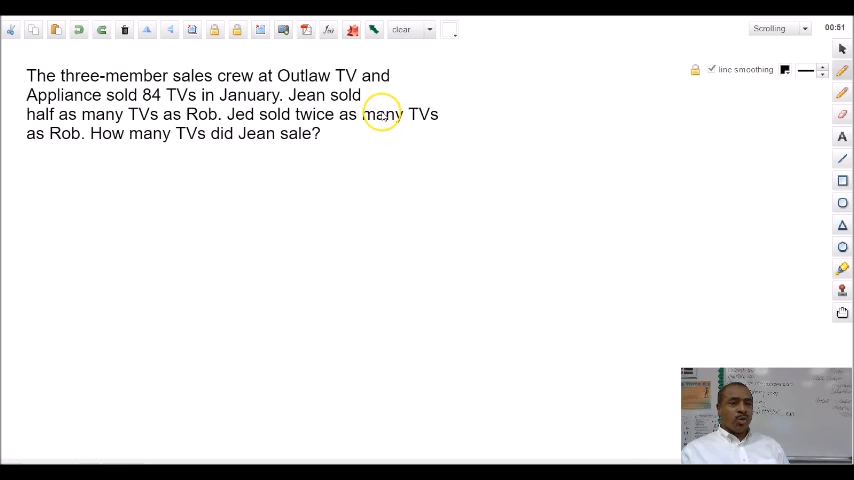 clear
Scrolling
00:51
The three-member sales crew at Outlaw TV and
Appliance sold 84 TVs in January. Jean sold
half as many TVs as Rob. Jed sold twice as many TVs
as Rob. How many TVs did Jean sale?
line smoothing